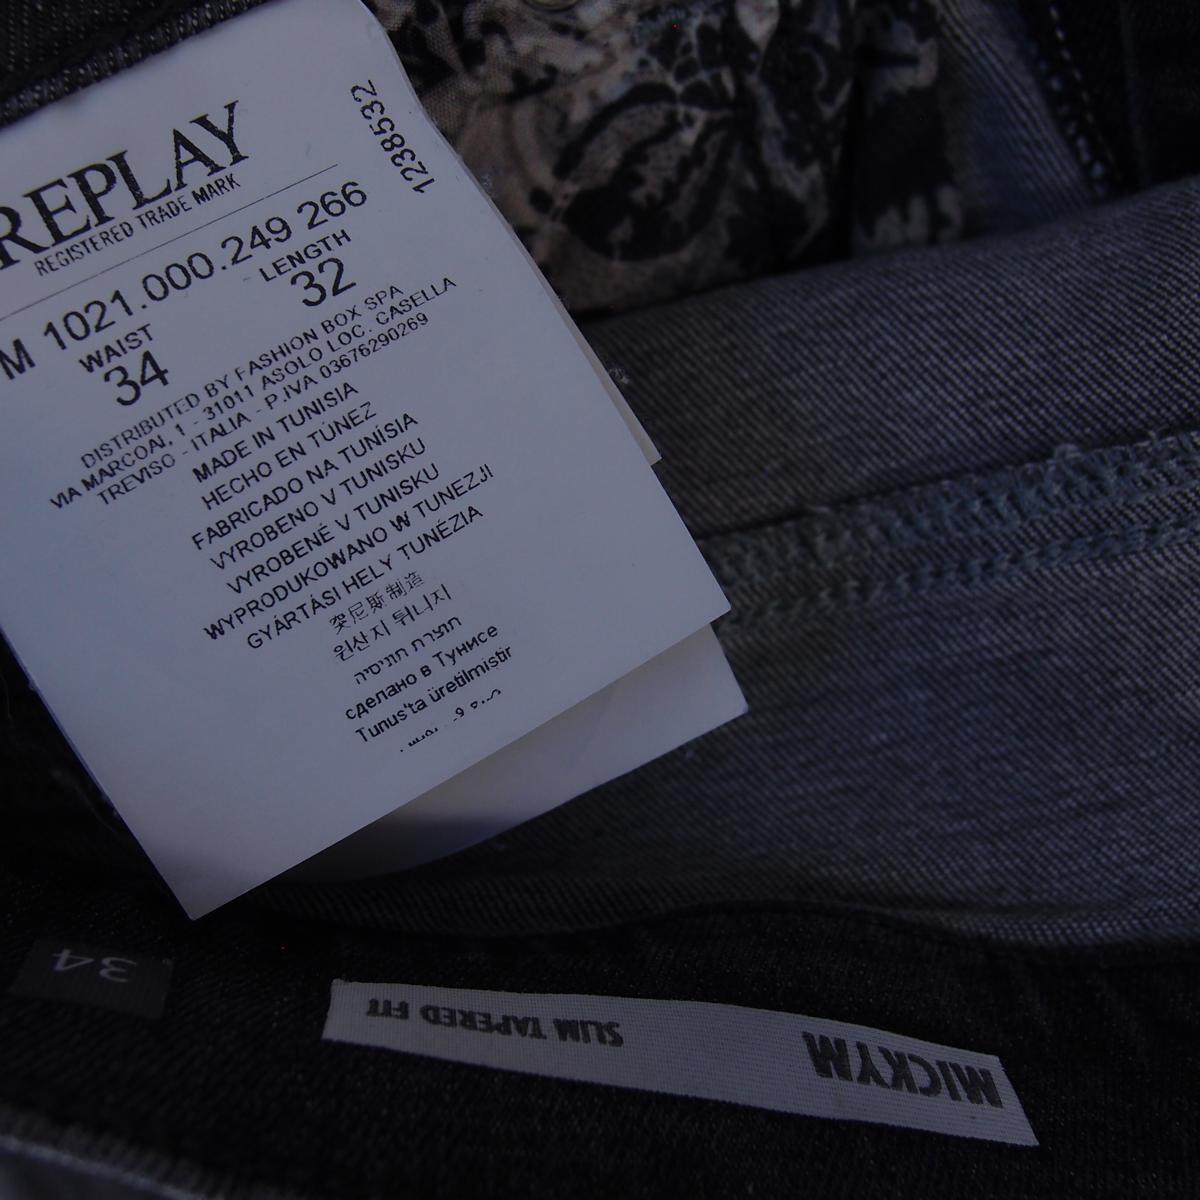 REPLAY
REGISTERED TRADE MARK
1238532
M 1021.000.249 266
WAIST LENGTH
34 32
DISTRIBUTED BY FASHION BOX SPA
VIA MARCOAI, 1 - 31011 ASOLO LOC. CASELLA
TREVISO - ITALIA - P.IVA 03676290269
MADE IN TUNISIA
HECHO EN TÚNEZ
FABRICADO NA TUNÍSIA
VYROBENO V TUNISKU
VYROBENÉ V TUNISKU
WYPRODUKOWANO W TUNEZJI
GYÁRTÁSI HELY TUNÉZIA
突尼斯制造
원산지 튀니지
תוצרת תוניסיה
сделано в Тунисе
Tunus'ta üretilmiştir
34
MICKYM
SLIM TAPERED FIT